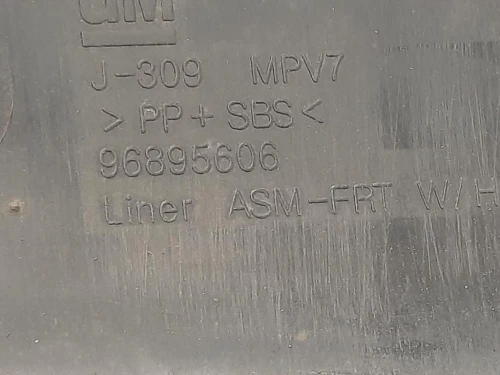 GM
J-309 MPV7
>PP+SBS<
96895606
Liner ASM-FRT W/H